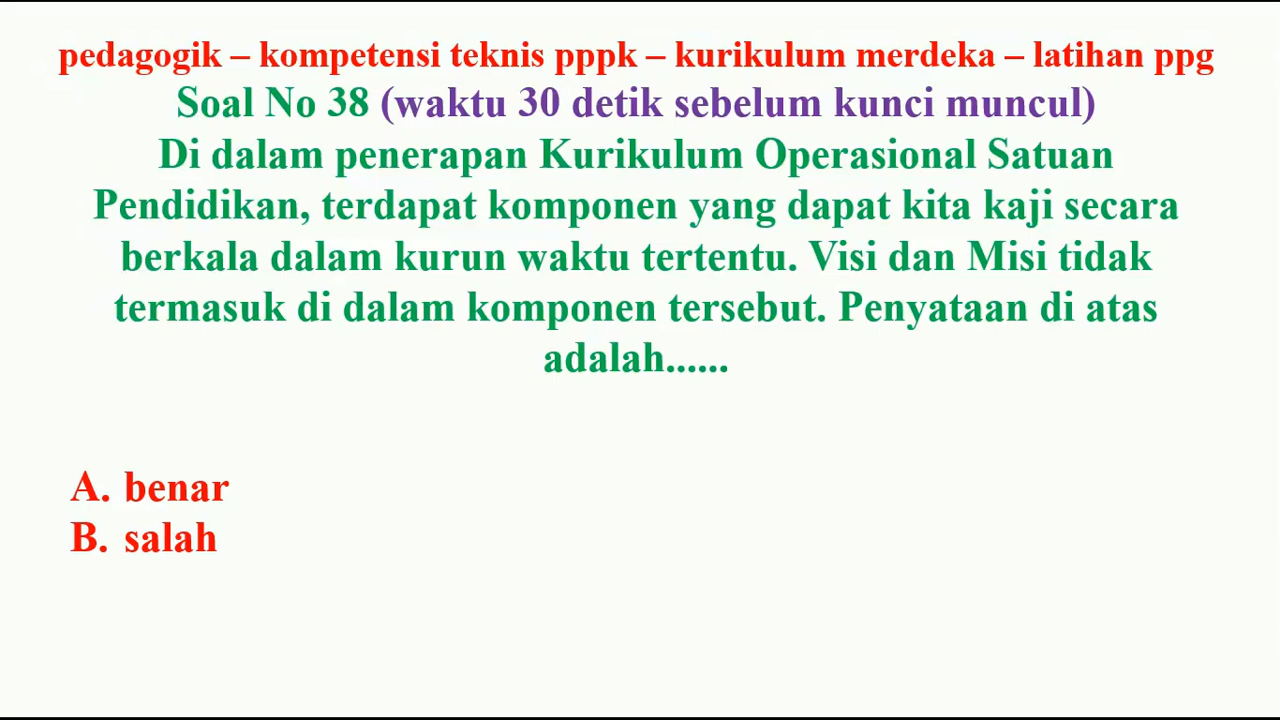 pedagogik – kompetensi teknis pppk – kurikulum merdeka – latihan ppg
Soal No 38 (waktu 30 detik sebelum kunci muncul)
Di dalam penerapan Kurikulum Operasional Satuan
Pendidikan, terdapat komponen yang dapat kita kaji secara
berkala dalam kurun waktu tertentu. Visi dan Misi tidak
termasuk di dalam komponen tersebut. Penyataan di atas
adalah......
A. benar
B. salah